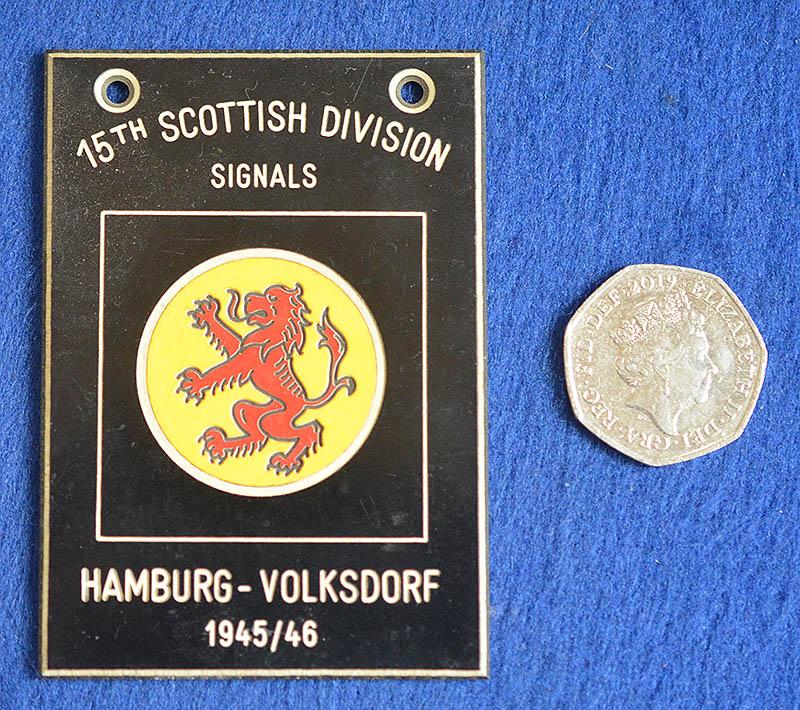 15TH SCOTTISH DIVISION
SIGNALS
HAMBURG - VOLKSDORF
1945/46
ELIZABETH II·DEI·GRA·REG·FID·DEF·2019